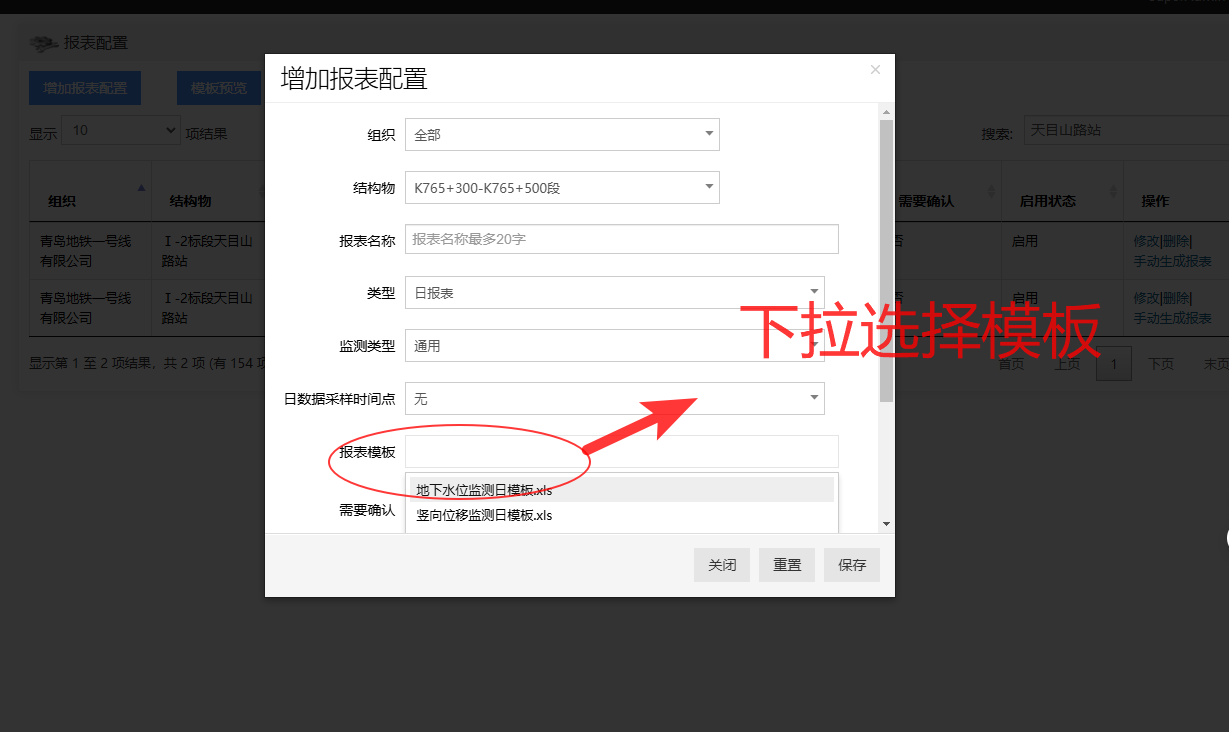 报表配置
增加报表配置 模板预览
显示 10 项结果 搜索: 天目山路站
组织 结构物 需要确认 启用状态 操作
青岛地铁一号线有限公司 Ⅰ-2标段天目山路站 否 启用 修改|删除|手动生成报表
青岛地铁一号线有限公司 Ⅰ-2标段天目山路站 否 启用 修改|删除|手动生成报表
显示第 1 至 2 项结果，共 2 项 (有 154 项 首页 上页 1 下页 末页
增加报表配置 ×
组织 全部
结构物 K765+300-K765+500段
报表名称 报表名称最多20字
类型 日报表
监测类型 通用
日数据采样时间点 无
报表模板
地下水位监测日模板.xls
竖向位移监测日模板.xls
需要确认
关闭 重置 保存
下拉选择模板